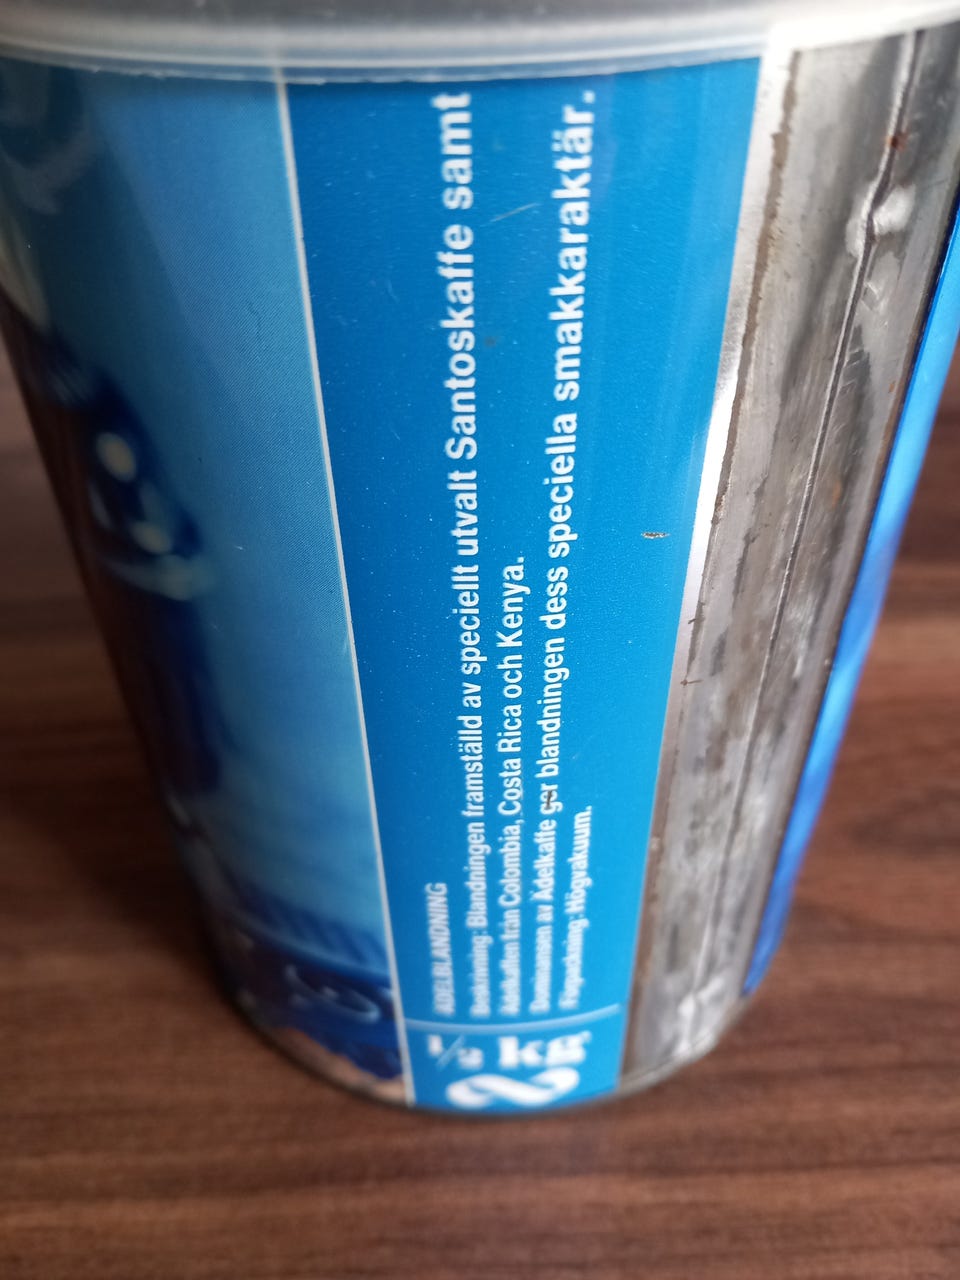 ÄDELBLANDNING
Beskrivning: Blandningen framställd av speciellt utvalt Santoskaffe samt
Ädelkaffen från Colombia, Costa Rica och Kenya.
Dominansen av Ädelkaffe ger blandningen dess speciella smakkaraktär.
Förpackning: Högvakuum.
1/2 kg